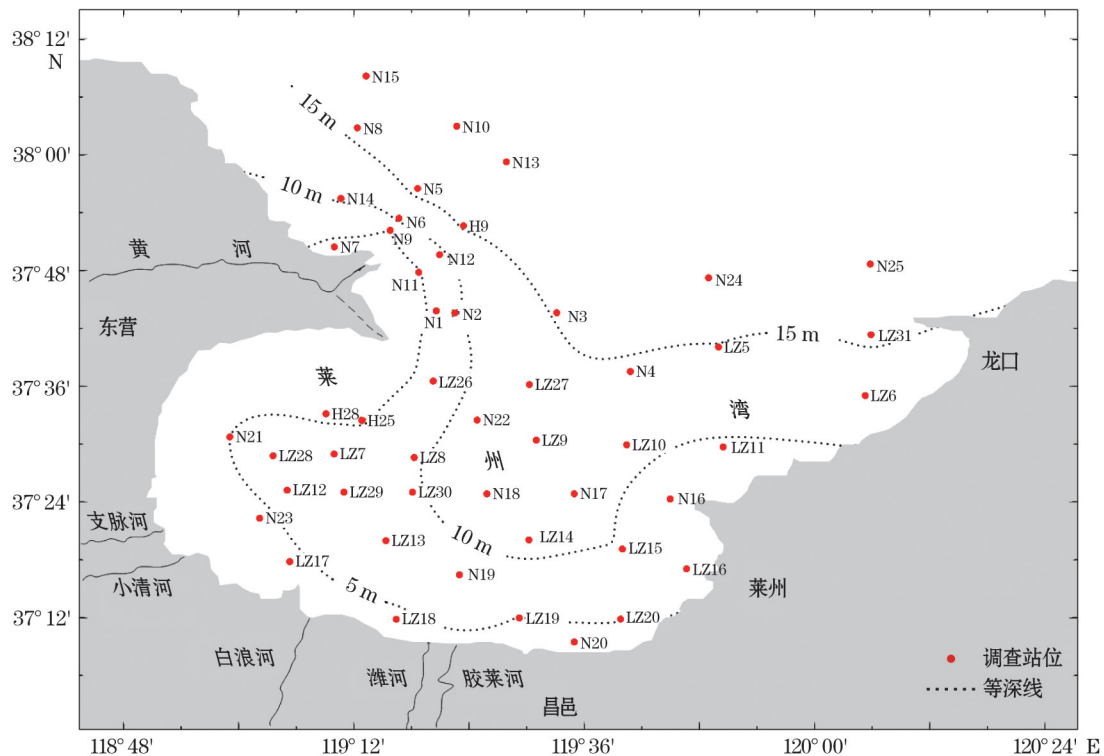 38° 12'
N
N15
15 m
N8
N10
38° 00'
N13
10 m
N14
N5
N6
H9
黄 河
N7
N9
N12
37° 48'
N11
N24
N25
N1
N2
N3
东营
15 m
LZ31
LZ5
龙口
莱
N4
37° 36'
LZ26
LZ27
LZ6
H28
H25
N22
湾
N21
LZ9
LZ10
LZ11
LZ28
LZ7
LZ8
州
LZ12
LZ29
LZ30
N18
N17
N16
37° 24'
N23
支脉河
LZ13
10 m
LZ14
LZ15
LZ17
N19
LZ16
小清河
5 m
莱州
37° 12'
LZ18
LZ19
LZ20
N20
白浪河
潍河
胶莱河
昌邑
调查站位
等深线
118° 48'
119° 12'
119° 36'
120° 00'
120° 24' E